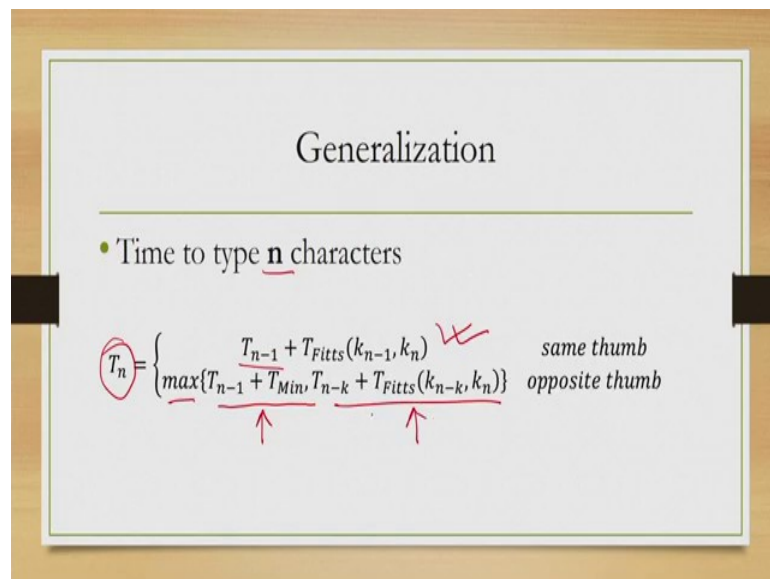 Generalization
• Time to type n characters
T_n = { T_{n-1} + T_{Fitts}(k_{n-1}, k_n) same thumb
max{T_{n-1} + T_{Min}, T_{n-k} + T_{Fitts}(k_{n-k}, k_n)} opposite thumb